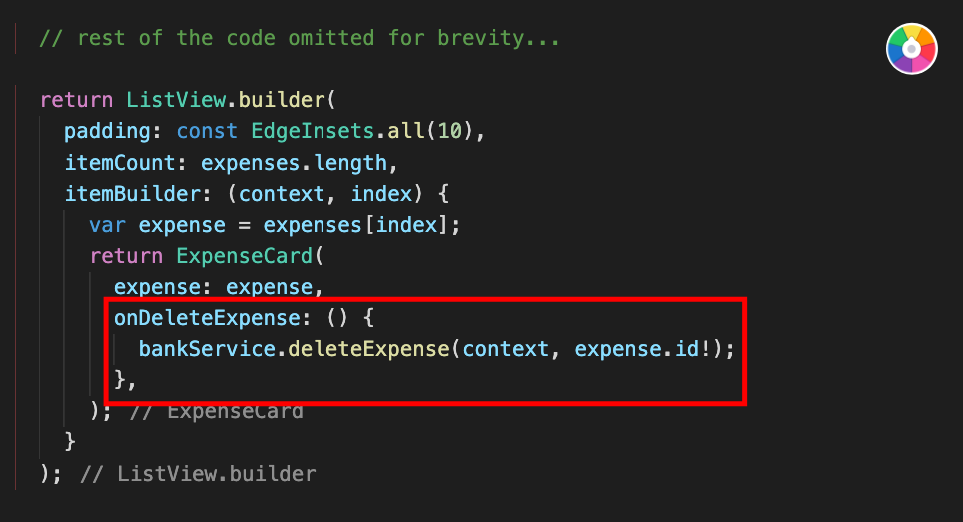 // rest of the code omitted for brevity...
return ListView.builder(
padding: const EdgeInsets.all(10),
itemCount: expenses.length,
itemBuilder: (context, index) {
var expense = expenses[index];
return ExpenseCard(
expense: expense,
onDeleteExpense: () {
bankService.deleteExpense(context, expense.id!);
},
); // ExpenseCard
}
); // ListView.builder